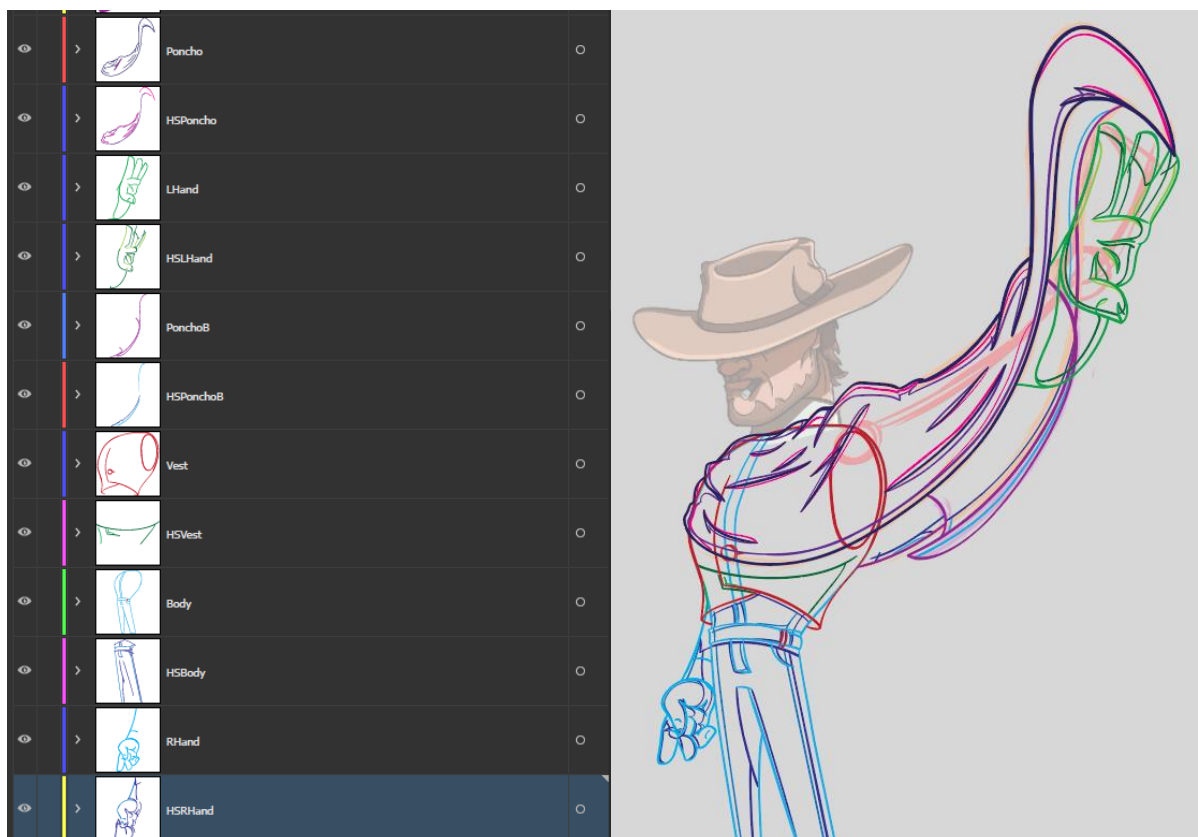 Poncho
HSPoncho
LHand
HSLHand
PonchoB
HSPonchoB
Vest
HSVest
Body
HSBody
RHand
HSRHand